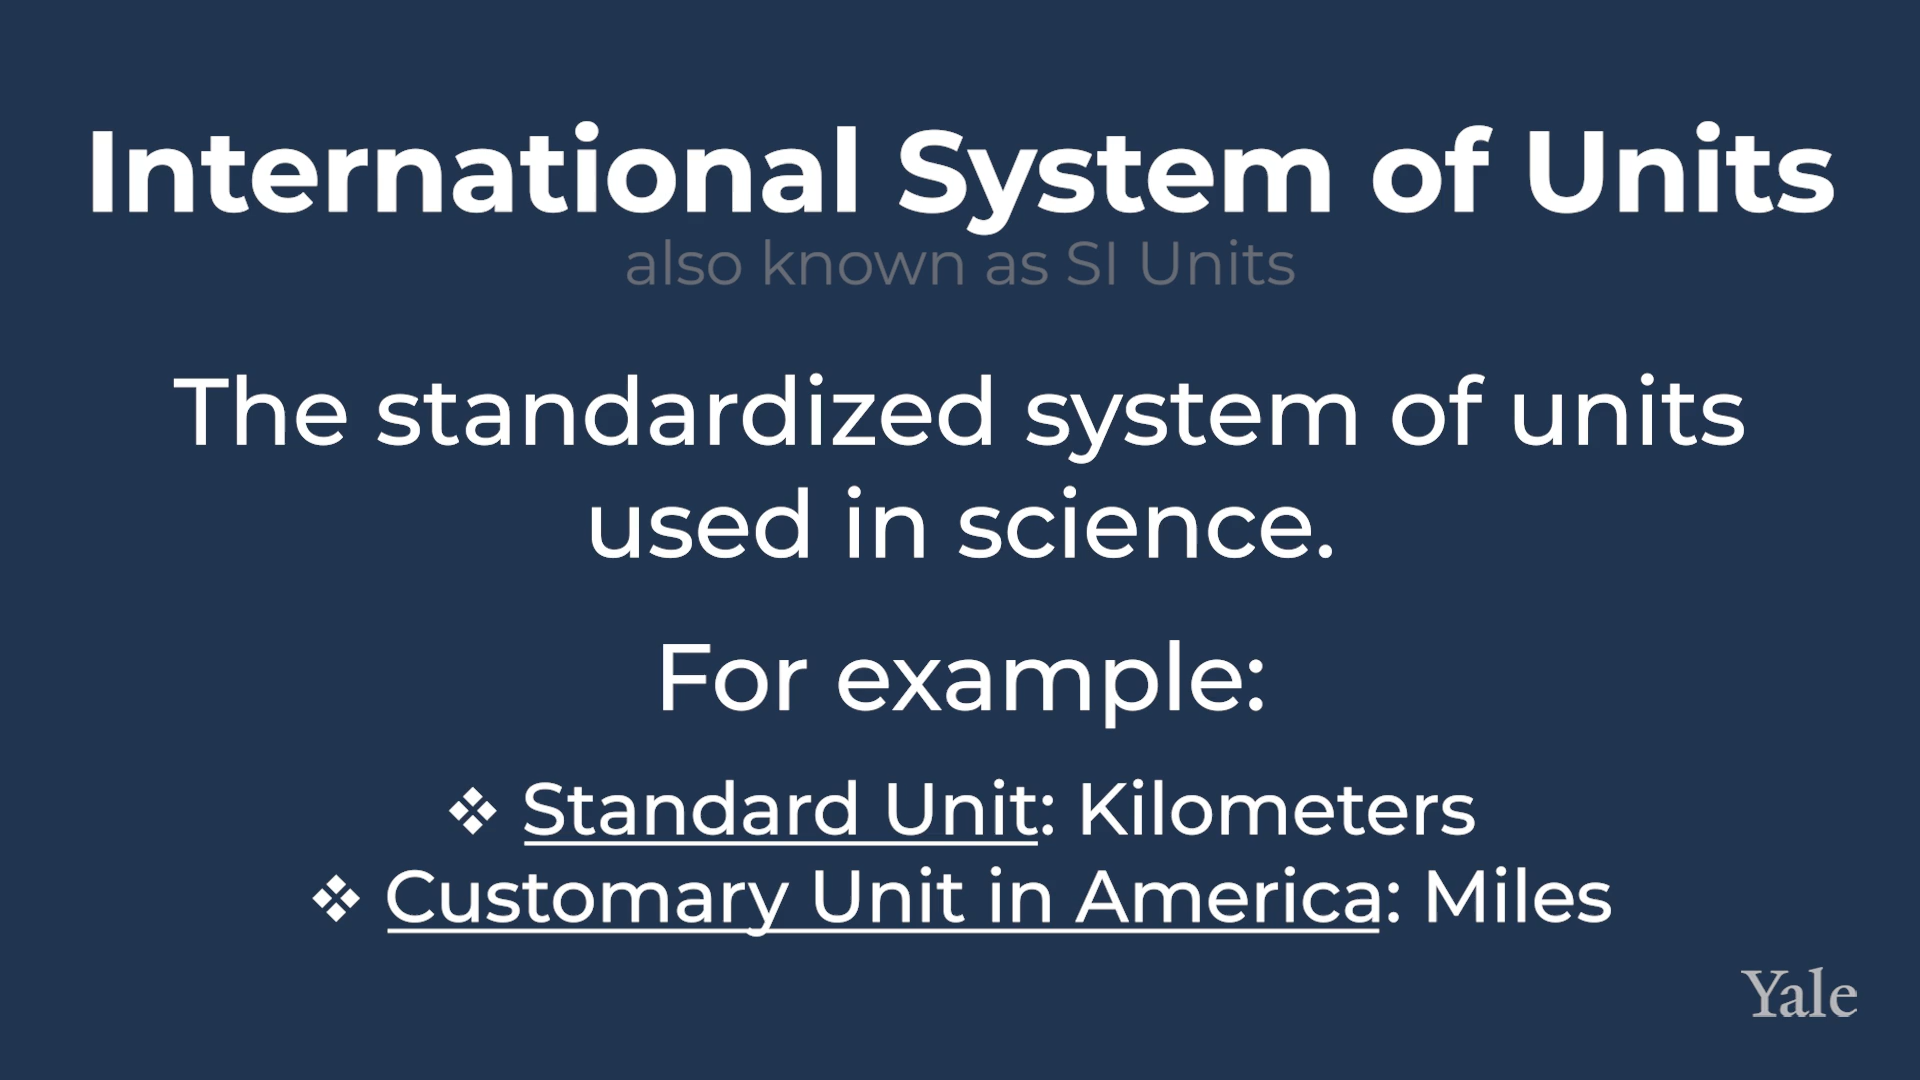 International System of Units
also known as SI Units
The standardized system of units
used in science.
For example:
❖ Standard Unit: Kilometers
❖ Customary Unit in America: Miles
Yale